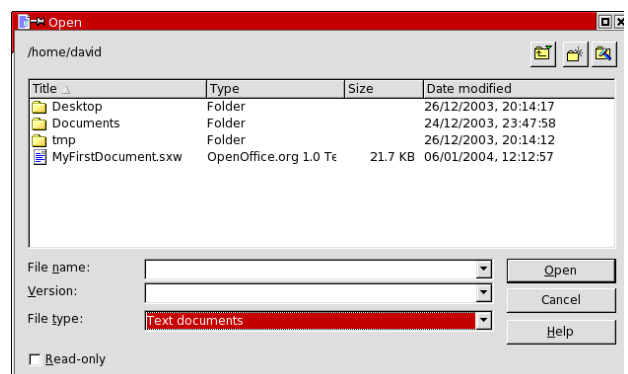 Open
/home/david
Title Type Size Date modified
Desktop Folder 26/12/2003, 20:14:17
Documents Folder 24/12/2003, 23:47:58
tmp Folder 26/12/2003, 20:14:12
MyFirstDocument.sxw OpenOffice.org 1.0 Te 21.7 KB 06/01/2004, 12:12:57
File name: Open
Version: Cancel
File type: Text documents Help
Read-only